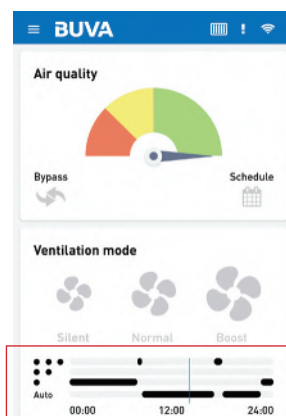 BUVA
!
Air quality
Bypass
Schedule
Ventilation mode
Silent Normal Boost
Auto
00:00 12:00 24:00